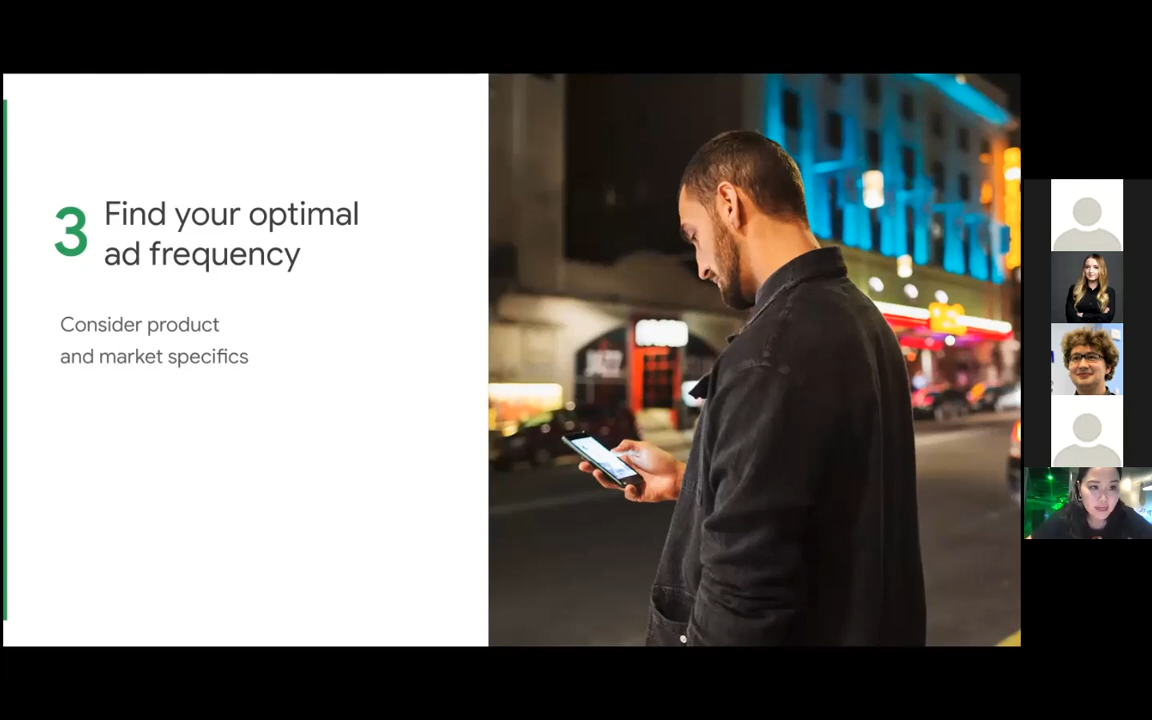 3 Find your optimal
ad frequency
Consider product
and market specifics